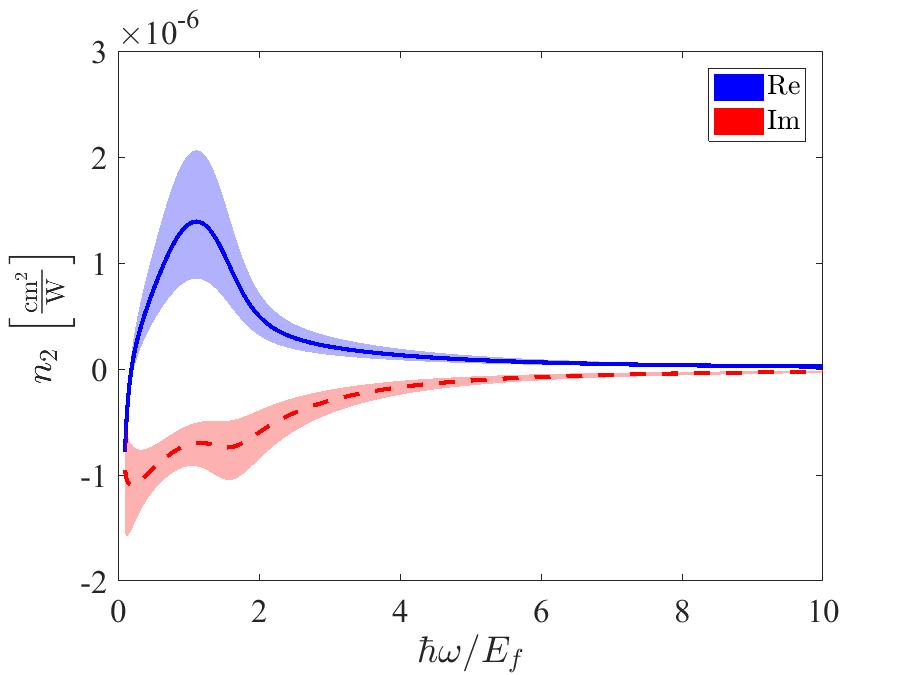 ×10⁻⁶
3
2
1
0
-1
-2
n₂ [cm²/W]
Re
Im
0 2 4 6 8 10
ℏω/E_f